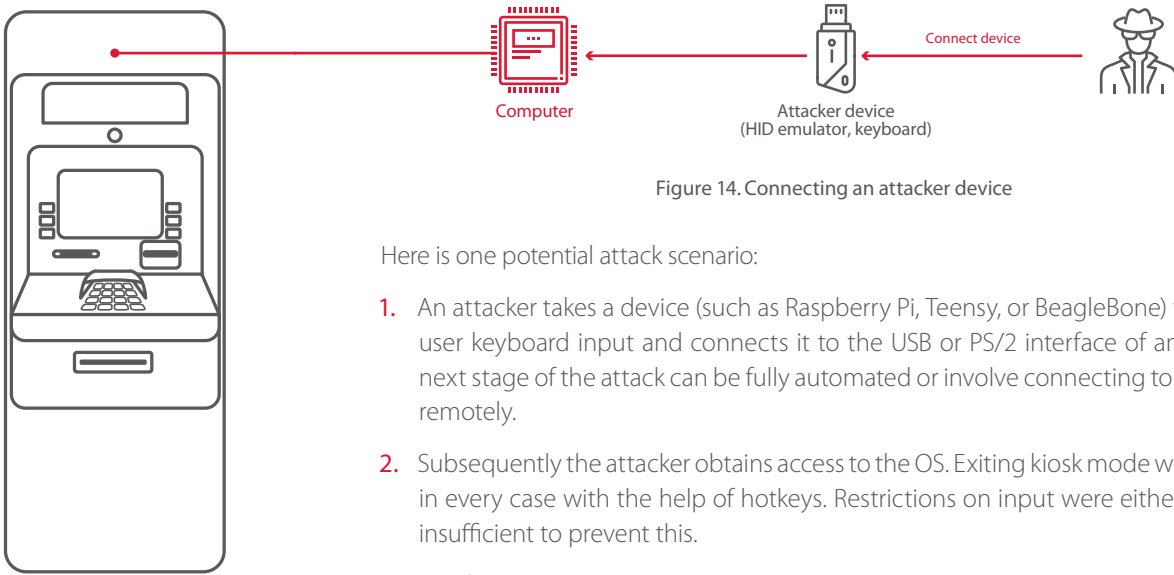 Connect device
Computer
Attacker device
(HID emulator, keyboard)
Figure 14. Connecting an attacker device
Here is one potential attack scenario:
1. An attacker takes a device (such as Raspberry Pi, Teensy, or BeagleBone)
user keyboard input and connects it to the USB or PS/2 interface of
next stage of the attack can be fully automated or involve connecting to
remotely.
2. Subsequently the attacker obtains access to the OS. Exiting kiosk mode
in every case with the help of hotkeys. Restrictions on input were
insufficient to prevent this.